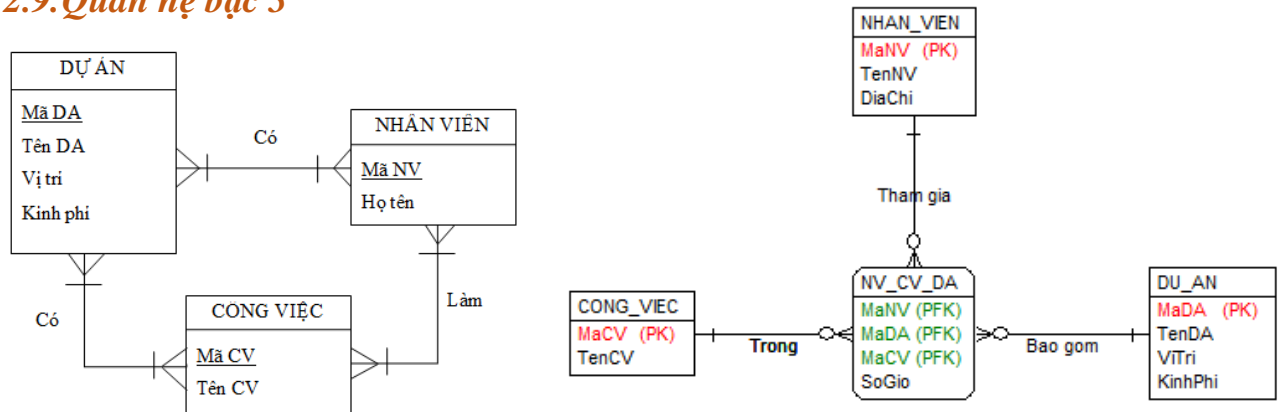 2.9.Quan hệ bậc 3
DỰ ÁN
Mã DA
Tên DA
Vị trí
Kinh phí
Có
NHÂN VIÊN
Mã NV
Họ tên
Có
CÔNG VIỆC
Mã CV
Tên CV
Làm
NHAN_VIEN
MaNV (PK)
TenNV
DiaChi
Tham gia
CONG_VIEC
MaCV (PK)
TenCV
Trong
NV_CV_DA
MaNV (PFK)
MaDA (PFK)
MaCV (PFK)
SoGio
Bao gom
DU_AN
MaDA (PK)
TenDA
ViTri
KinhPhi